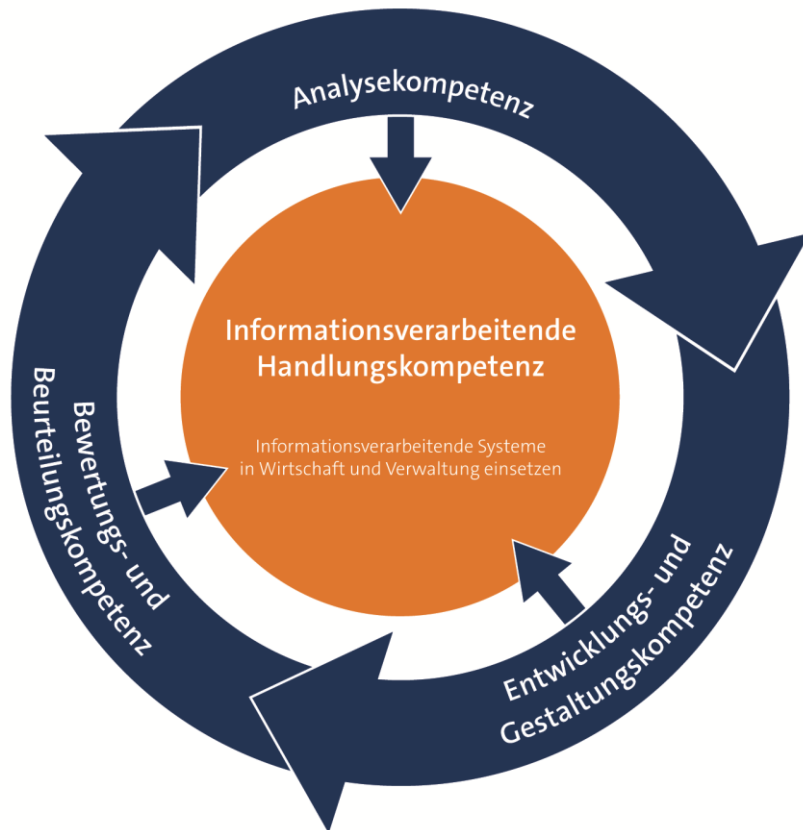 Analysekompetenz
Informationsverarbeitende
Handlungskompetenz
Informationsverarbeitende Systeme
in Wirtschaft und Verwaltung einsetzen
Entwicklungs- und
Gestaltungskompetenz
Bewertungs- und
Beurteilungskompetenz